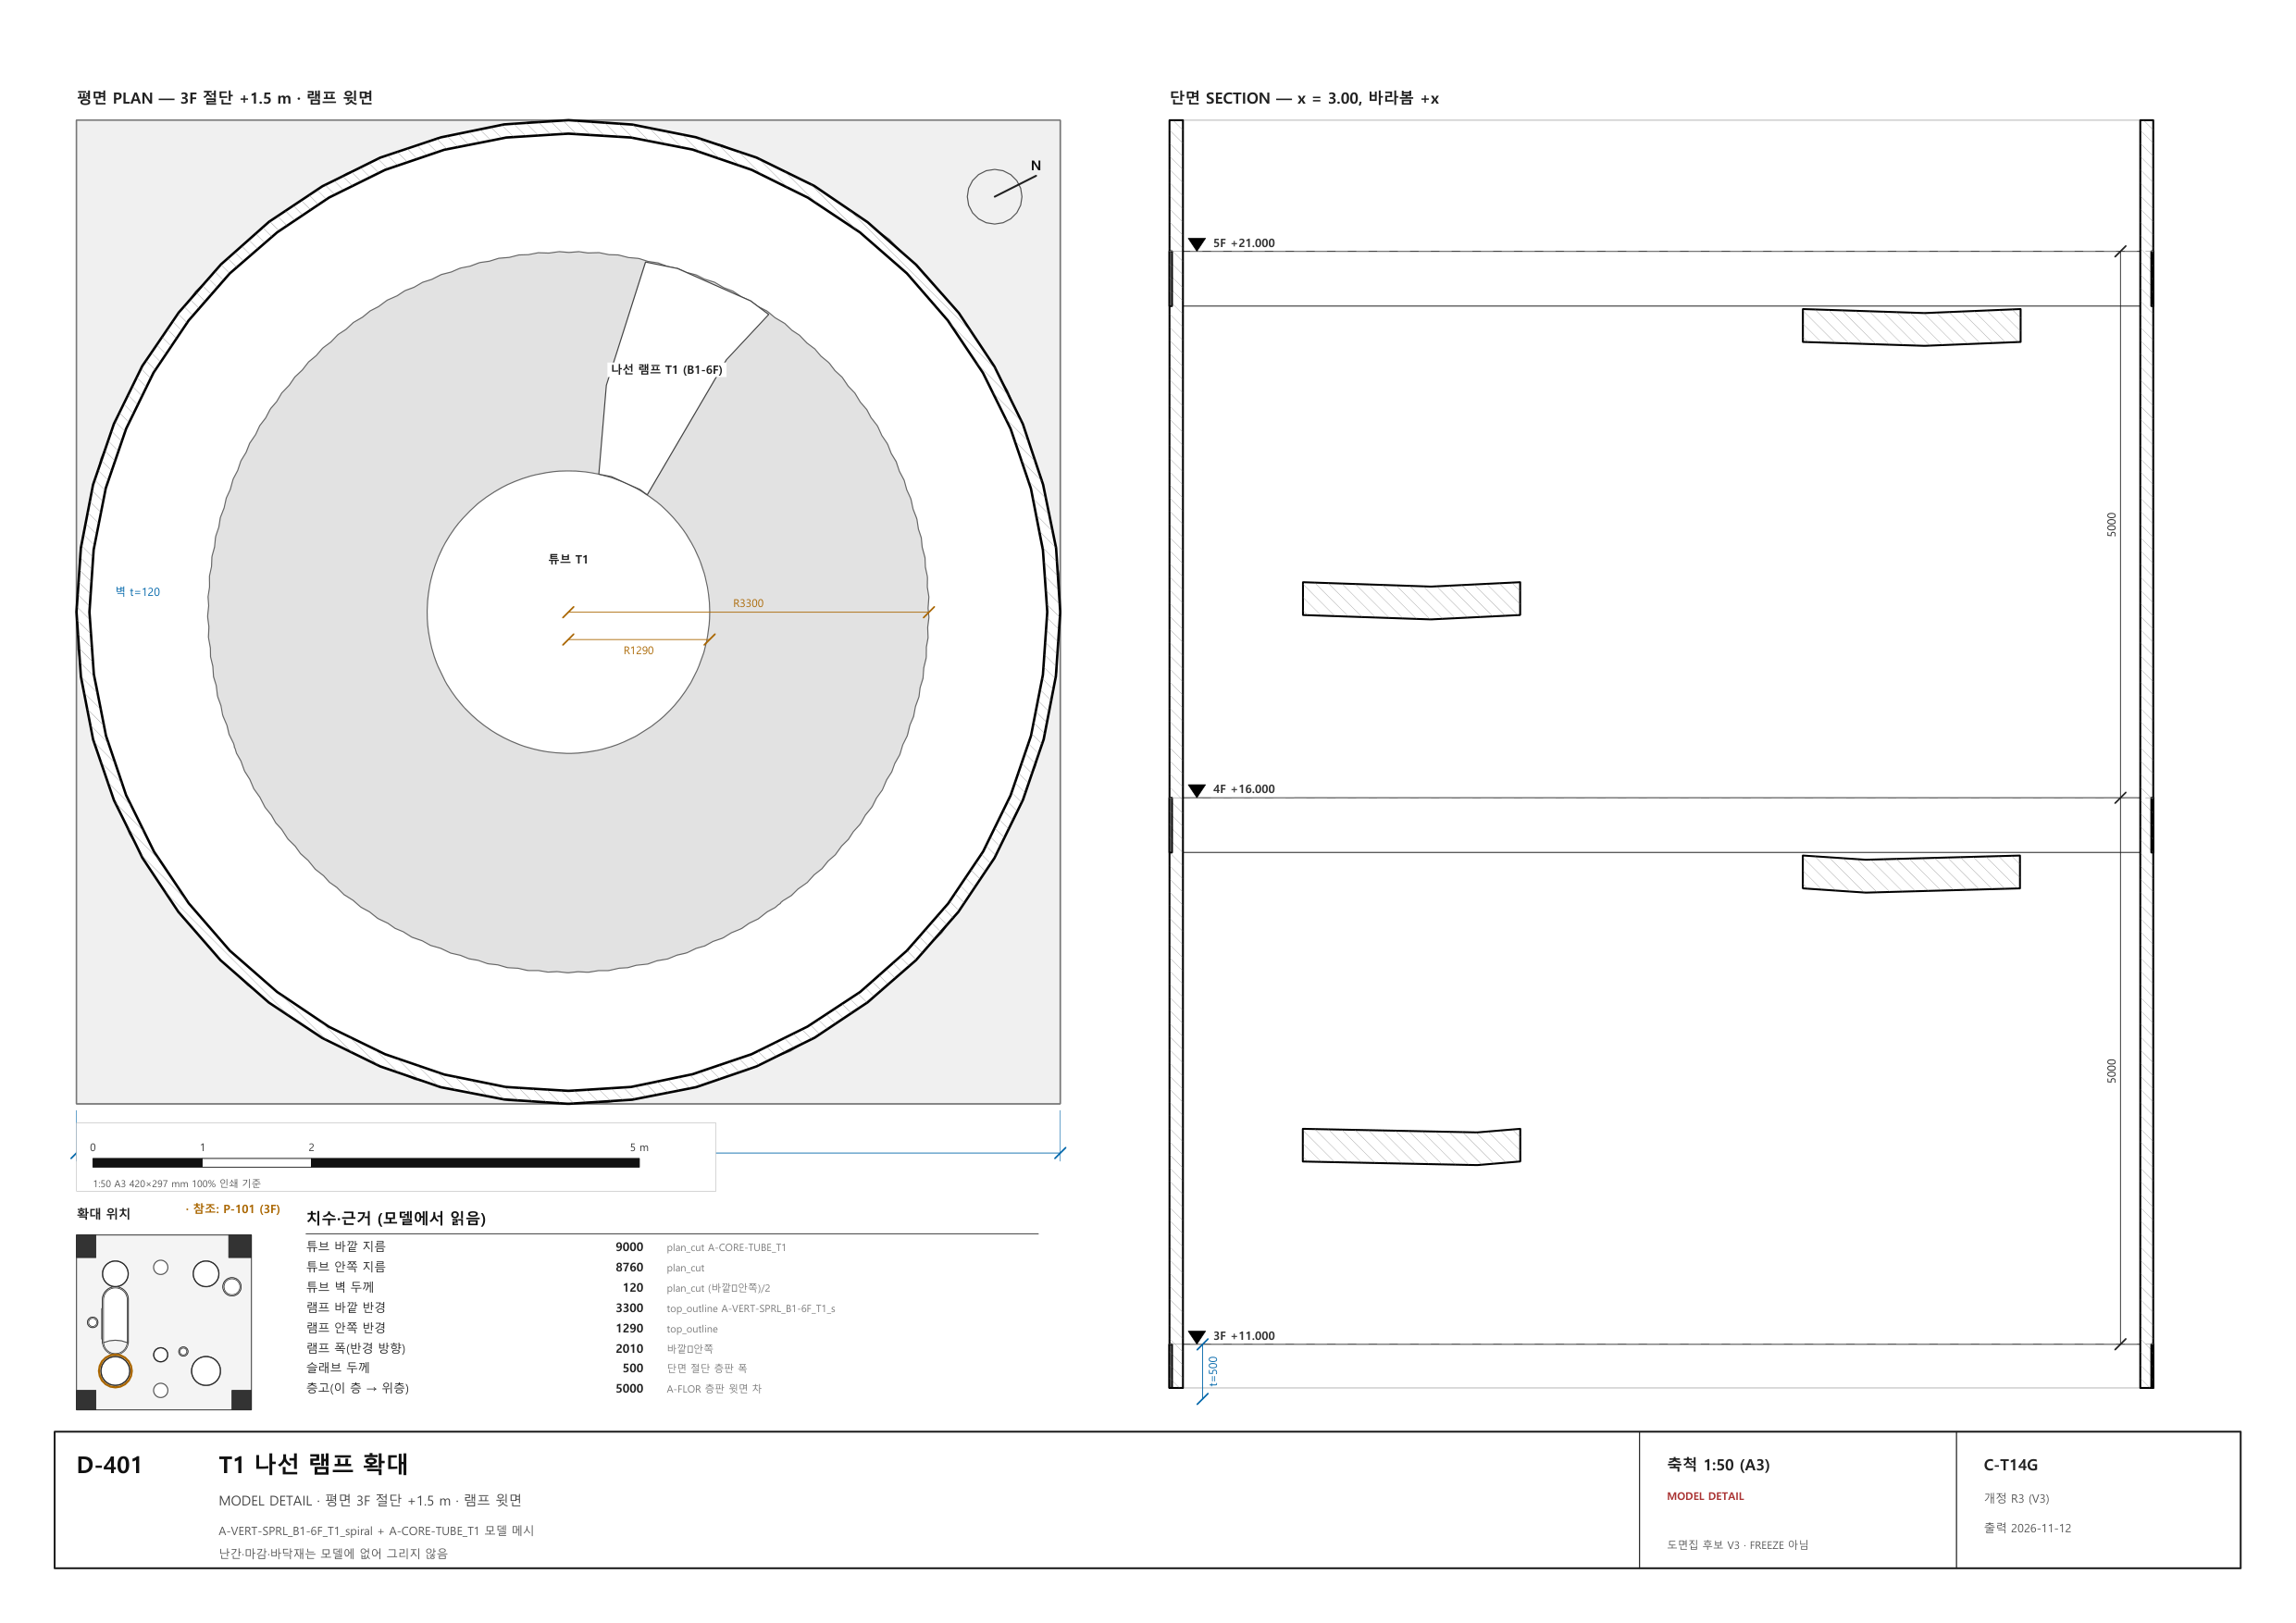 평면 PLAN — 3F 절단 +1.5 m · 램프 윗면
N
나선 램프 T1 (B1-6F)
튜브 T1
벽 t=120
R3300
R1290
단면 SECTION — x = 3.00, 바라봄 +x
5F +21.000
5000
4F +16.000
5000
3F +11.000
t=500
0 1 2 5 m
1:50 A3 420×297 mm 100% 인쇄 기준
확대 위치
· 참조: P-101 (3F)
치수·근거 (모델에서 읽음)
튜브 바깥 지름 9000 plan_cut A-CORE-TUBE_T1
튜브 안쪽 지름 8760 plan_cut
튜브 벽 두께 120 plan_cut (바깥▯안쪽)/2
램프 바깥 반경 3300 top_outline A-VERT-SPRL_B1-6F_T1_s
램프 안쪽 반경 1290 top_outline
램프 폭(반경 방향) 2010 바깥▯안쪽
슬래브 두께 500 단면 절단 층판 폭
층고(이 층 → 위층) 5000 A-FLOR 층판 윗면 차
D-401
T1 나선 램프 확대
MODEL DETAIL · 평면 3F 절단 +1.5 m · 램프 윗면
A-VERT-SPRL_B1-6F_T1_spiral + A-CORE-TUBE_T1 모델 메시
난간·마감·바닥재는 모델에 없어 그리지 않음
축척 1:50 (A3)
MODEL DETAIL
도면집 후보 V3 · FREEZE 아님
C-T14G
개정 R3 (V3)
출력 2026-11-12